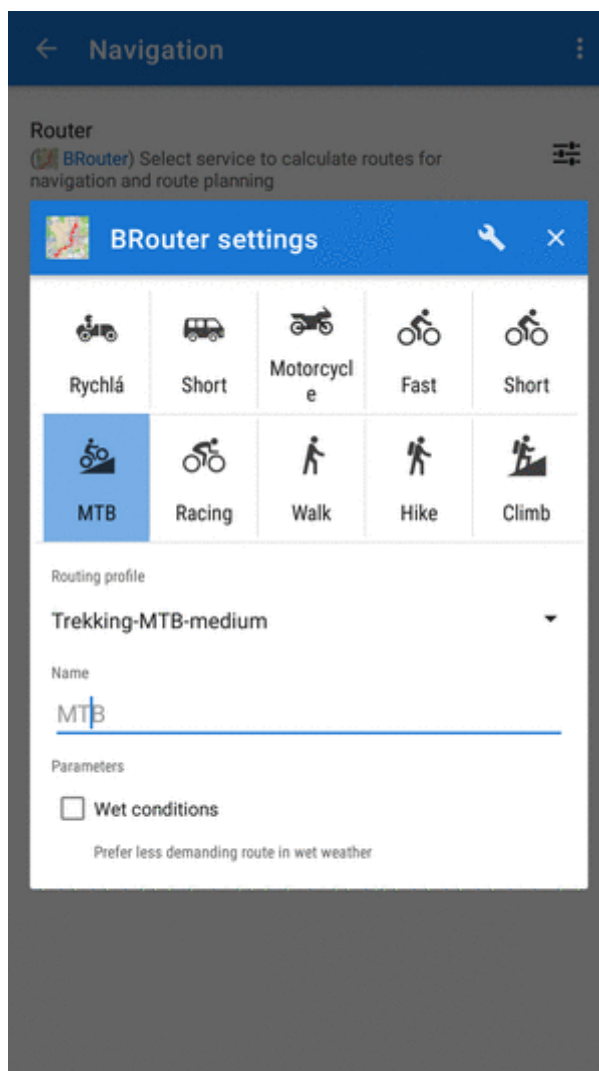 Navigation
Router
(BRouter) Select service to calculate routes for
navigation and route planning
BRouter settings
Rychlá
Short
Motorcycl
e
Fast
Short
MTB
Racing
Walk
Hike
Climb
Routing profile
Trekking-MTB-medium
Name
MTB
Parameters
Wet conditions
Prefer less demanding route in wet weather